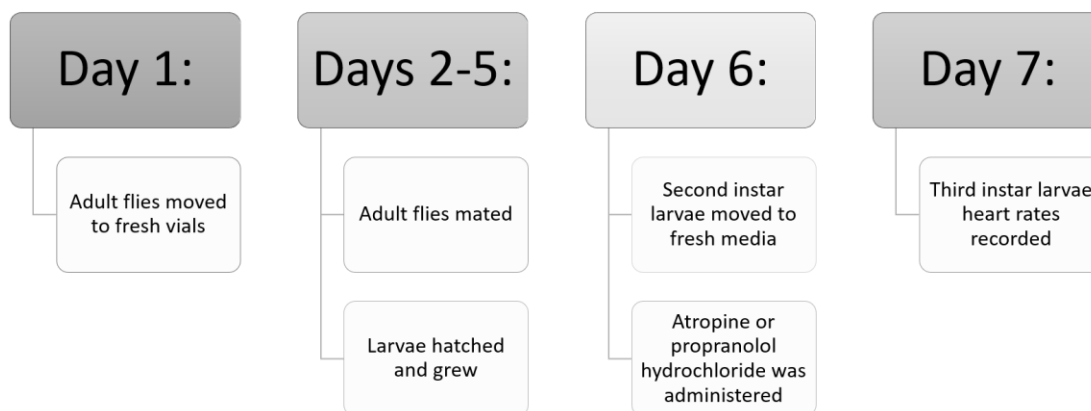 Day 1:
Adult flies moved
to fresh vials
Days 2-5:
Adult flies mated
Larvae hatched
and grew
Day 6:
Second instar
larvae moved to
fresh media
Atropine or
propranolol
hydrochloride was
administered
Day 7:
Third instar larvae
heart rates
recorded